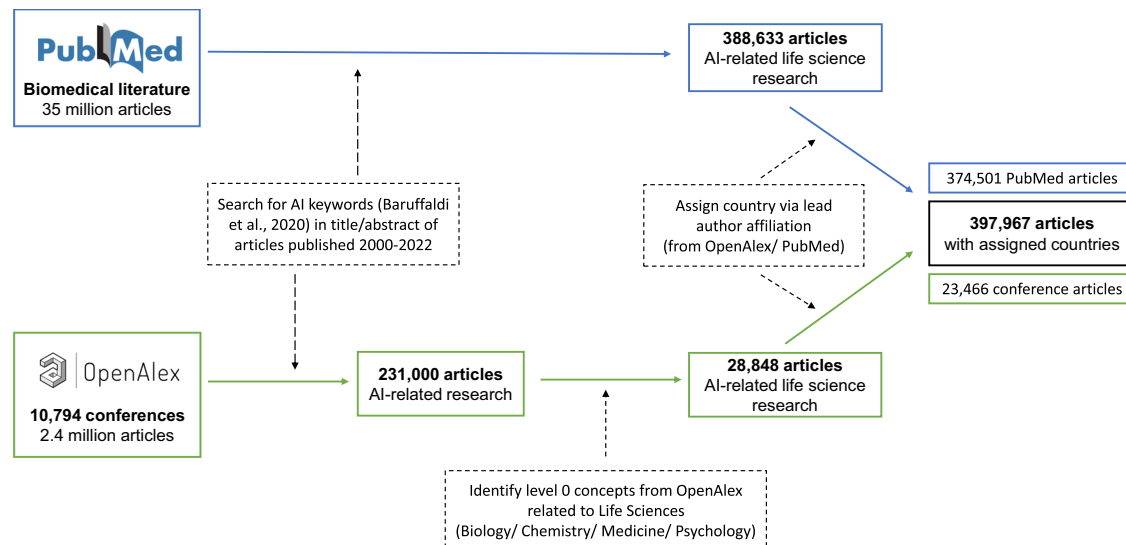 PubMed
Biomedical literature
35 million articles
388,633 articles
AI-related life science
research
Search for AI keywords (Baruffaldi
et al., 2020) in title/abstract of
articles published 2000-2022
Assign country via lead
author affiliation
(from OpenAlex/ PubMed)
374,501 PubMed articles
397,967 articles
with assigned countries
23,466 conference articles
OpenAlex
10,794 conferences
2.4 million articles
231,000 articles
AI-related research
28,848 articles
AI-related life science
research
Identify level 0 concepts from OpenAlex
related to Life Sciences
(Biology/ Chemistry/ Medicine/ Psychology)